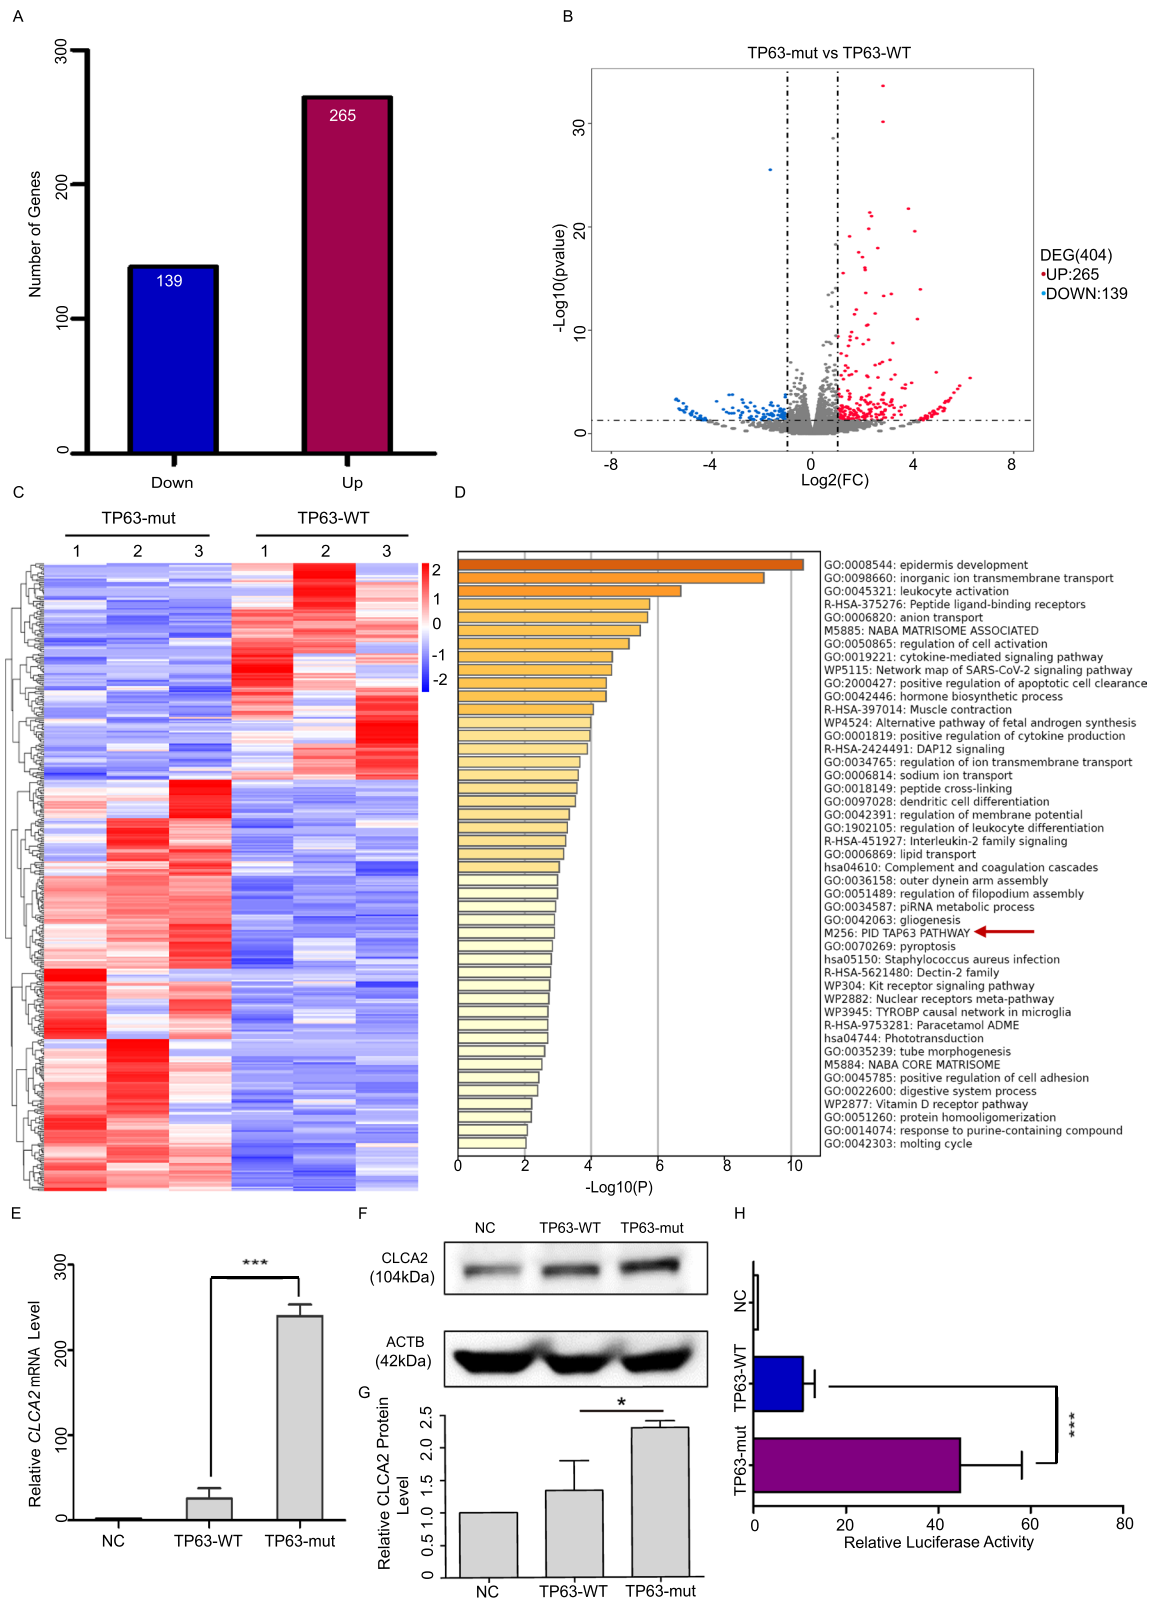 A
300
200
100
0
Number of Genes
139
265
Down
Up
B
TP63-mut vs TP63-WT
30
20
10
0
-Log10(pvalue)
-8
-4
0
4
8
Log2(FC)
DEG(404)
UP:265
DOWN:139
C
TP63-mut
TP63-WT
1
2
3
1
2
3
2
1
0
-1
-2
D
GO:0008544: epidermis development
GO:0098660: inorganic ion transmembrane transport
GO:0045321: leukocyte activation
R-HSA-375276: Peptide ligand-binding receptors
GO:0006820: anion transport
M5885: NABA MATRISOME ASSOCIATED
GO:0050865: regulation of cell activation
GO:0019221: cytokine-mediated signaling pathway
WP5115: Network map of SARS-CoV-2 signaling pathway
GO:2000427: positive regulation of apoptotic cell clearance
GO:0042446: hormone biosynthetic process
R-HSA-397014: Muscle contraction
WP4524: Alternative pathway of fetal androgen synthesis
GO:0001819: positive regulation of cytokine production
R-HSA-2424491: DAP12 signaling
GO:0034765: regulation of ion transmembrane transport
GO:0006814: sodium ion transport
GO:0018149: peptide cross-linking
GO:0097028: dendritic cell differentiation
GO:0042391: regulation of membrane potential
GO:1902105: regulation of leukocyte differentiation
R-HSA-451927: Interleukin-2 family signaling
GO:0006869: lipid transport
hsa04610: Complement and coagulation cascades
GO:0036158: outer dynein arm assembly
GO:0051489: regulation of filopodium assembly
GO:0034587: piRNA metabolic process
GO:0042063: gliogenesis
M256: PID TAP63 PATHWAY
GO:0070269: pyroptosis
hsa05150: Staphylococcus aureus infection
R-HSA-5621480: Dectin-2 family
WP304: Kit receptor signaling pathway
WP2882: Nuclear receptors meta-pathway
WP3945: TYROBP causal network in microglia
R-HSA-9753281: Paracetamol ADME
hsa04744: Phototransduction
GO:0035239: tube morphogenesis
M5884: NABA CORE MATRISOME
GO:0045785: positive regulation of cell adhesion
GO:0022600: digestive system process
WP2877: Vitamin D receptor pathway
GO:0051260: protein homooligomerization
GO:0014074: response to purine-containing compound
GO:0042303: molting cycle
0
2
4
6
8
10
-Log10(P)
E
300
200
100
0
Relative CLCA2 mRNA Level
***
NC
TP63-WT
TP63-mut
F
NC
TP63-WT
TP63-mut
CLCA2
(104kDa)
ACTB
(42kDa)
G
2.5
2.0
1.5
1.0
0.5
0
Relative CLCA2 Protein
Level
*
NC
TP63-WT
TP63-mut
H
NC
TP63-WT
TP63-mut
***
0
20
40
60
80
Relative Luciferase Activity